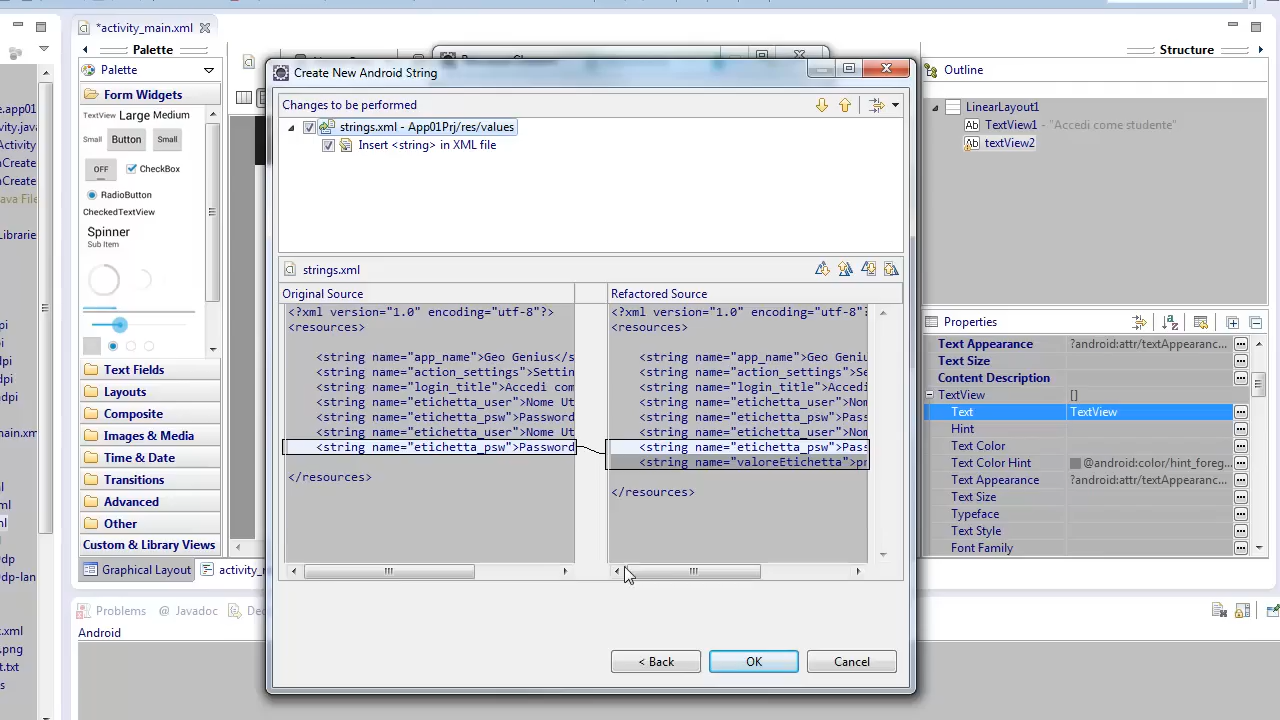 *activity_main.xml
Palette
Palette
Form Widgets
TextView Large Medium
Small Button Small
OFF CheckBox
RadioButton
CheckedTextView
Spinner
Sub Item
Text Fields
Layouts
Composite
Images & Media
Time & Date
Transitions
Advanced
Other
Custom & Library Views
Graphical Layout
Problems @ Javadoc
Android
Create New Android String
Changes to be performed
strings.xml - App01Prj/res/values
Insert <string> in XML file
strings.xml
Original Source
<?xml version="1.0" encoding="utf-8"?>
<resources>
<string name="app_name">Geo Genius</s
<string name="action_settings">Settin
<string name="login_title">Accedi com
<string name="etichetta_user">Nome Ut
<string name="etichetta_psw">Password
<string name="etichetta_user">Nome Ut
<string name="etichetta_psw">Password
</resources>
Refactored Source
<?xml version="1.0" encoding="utf-8"?
<resources>
<string name="app_name">Geo Geniu
<string name="action_settings">Se
<string name="login_title">Accedi
<string name="etichetta_user">Nom
<string name="etichetta_psw">Pass
<string name="etichetta_user">Nom
<string name="etichetta_psw">Pass
<string name="valoreEtichetta">pr
</resources>
< Back
OK
Cancel
Structure
Outline
LinearLayout1
Ab TextView1 - "Accedi come studente"
Ab textView2
Properties
Text Appearance ?android:attr/textAppearanc...
Text Size
Content Description
TextView []
Text TextView
Hint
Text Color
Text Color Hint @android:color/hint_foreg...
Text Appearance ?android:attr/textAppearanc...
Text Size
Typeface
Text Style
Font Family